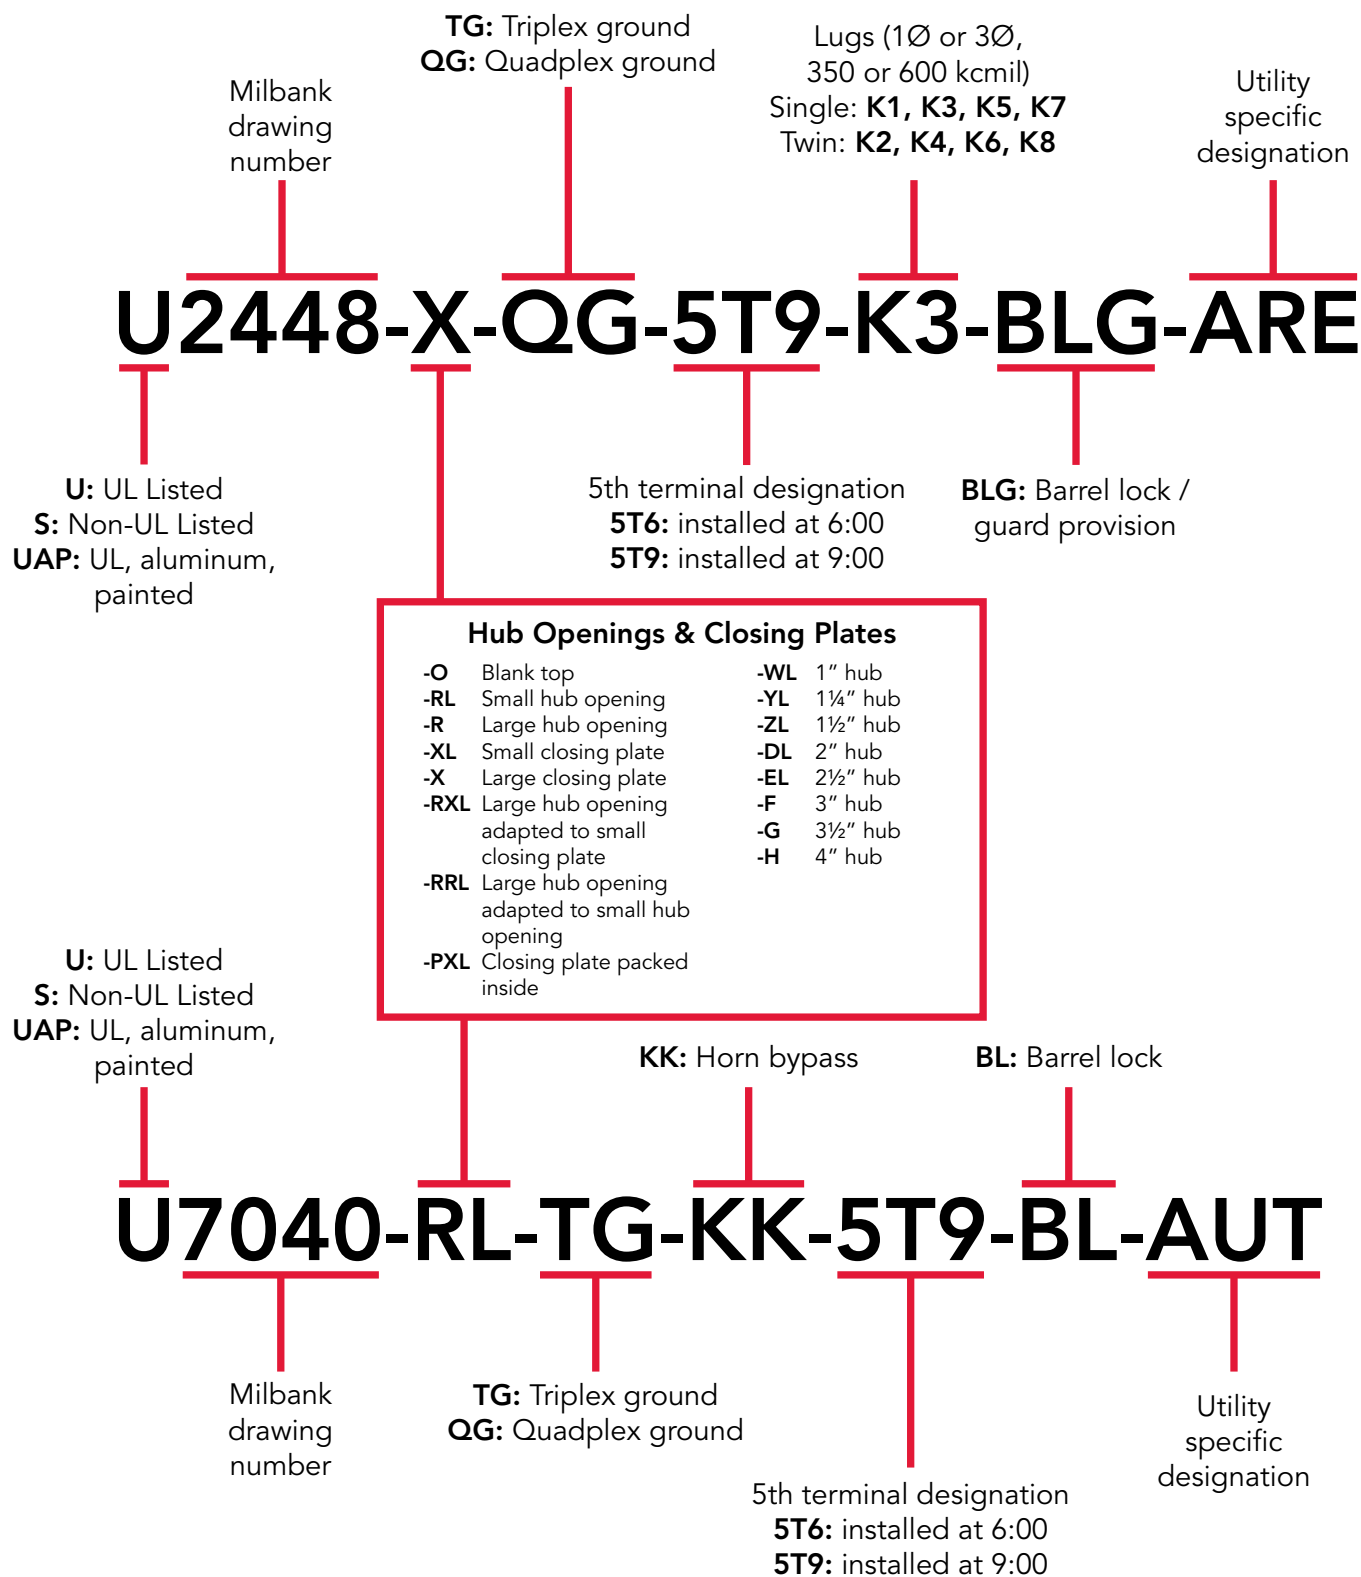 TG: Triplex ground
QG: Quadplex ground
Lugs (1Ø or 3Ø,
350 or 600 kcmil)
Single: K1, K3, K5, K7
Twin: K2, K4, K6, K8
Milbank
drawing
number
Utility
specific
designation
U2448-X-QG-5T9-K3-BLG-ARE
U: UL Listed
S: Non-UL Listed
UAP: UL, aluminum,
painted
5th terminal designation
5T6: installed at 6:00
5T9: installed at 9:00
BLG: Barrel lock /
guard provision
Hub Openings & Closing Plates
-O Blank top
-RL Small hub opening
-R Large hub opening
-XL Small closing plate
-X Large closing plate
-RXL Large hub opening
adapted to small
closing plate
-RRL Large hub opening
adapted to small hub
opening
-PXL Closing plate packed
inside
-WL 1” hub
-YL 1¼” hub
-ZL 1½” hub
-DL 2” hub
-EL 2½” hub
-F 3” hub
-G 3½” hub
-H 4” hub
U: UL Listed
S: Non-UL Listed
UAP: UL, aluminum,
painted
KK: Horn bypass
BL: Barrel lock
U7040-RL-TG-KK-5T9-BL-AUT
Milbank
drawing
number
TG: Triplex ground
QG: Quadplex ground
5th terminal designation
5T6: installed at 6:00
5T9: installed at 9:00
Utility
specific
designation